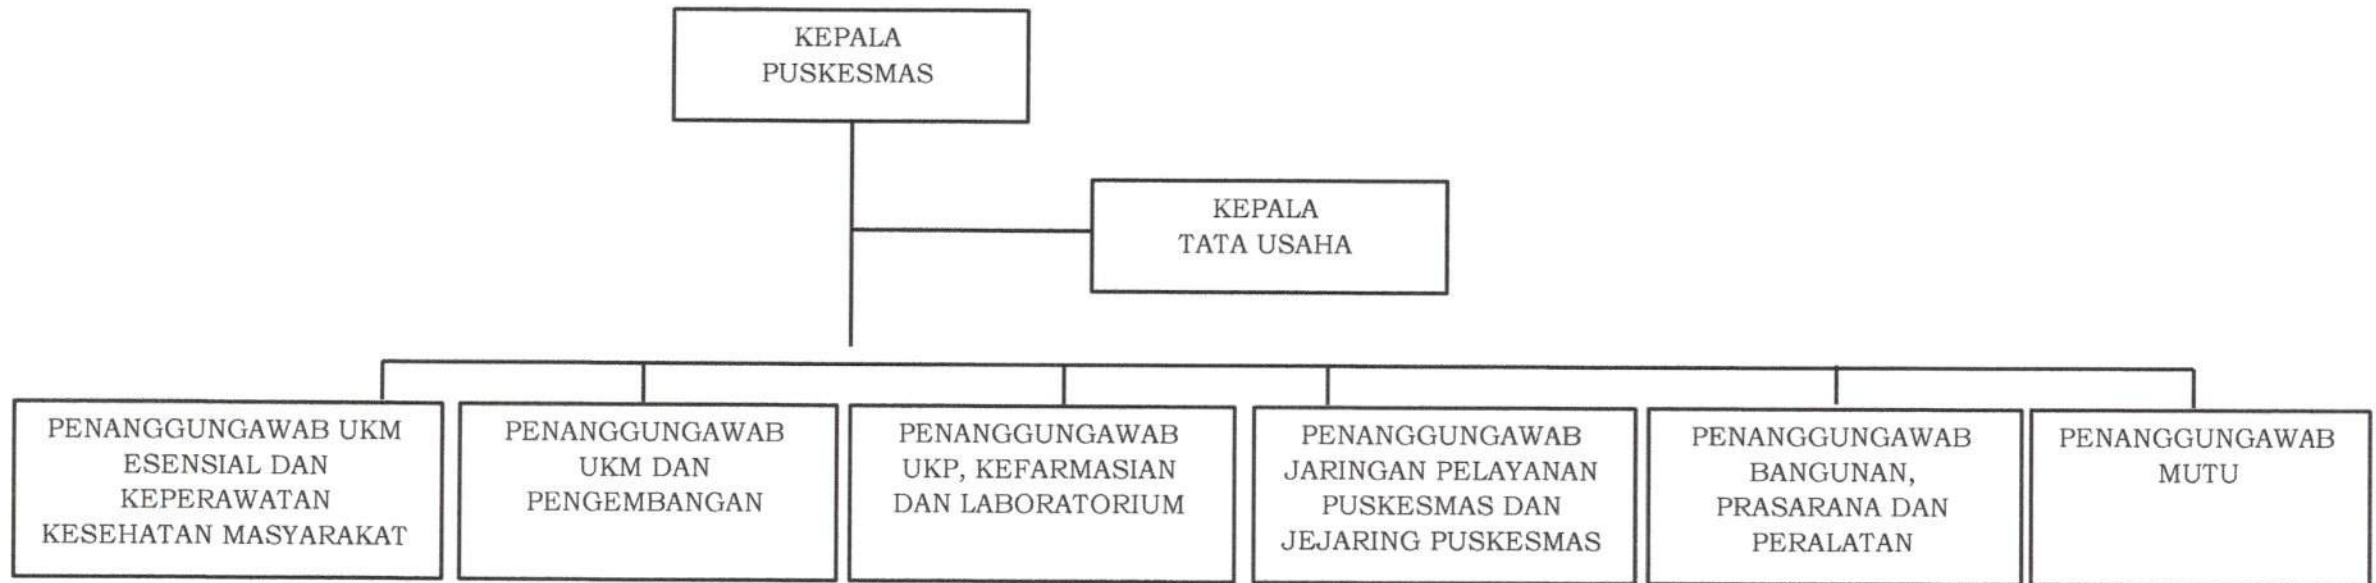 KEPALA
PUSKESMAS
KEPALA
TATA USAHA
PENANGGUNGAWAB UKM
ESENSIAL DAN
KEPERAWATAN
KESEHATAN MASYARAKAT
PENANGGUNGAWAB
UKM DAN
PENGEMBANGAN
PENANGGUNGAWAB
UKP, KEFARMASIAN
DAN LABORATORIUM
PENANGGUNGAWAB
JARINGAN PELAYANAN
PUSKESMAS DAN
JEJARING PUSKESMAS
PENANGGUNGAWAB
BANGUNAN,
PRASARANA DAN
PERALATAN
PENANGGUNGAWAB
MUTU